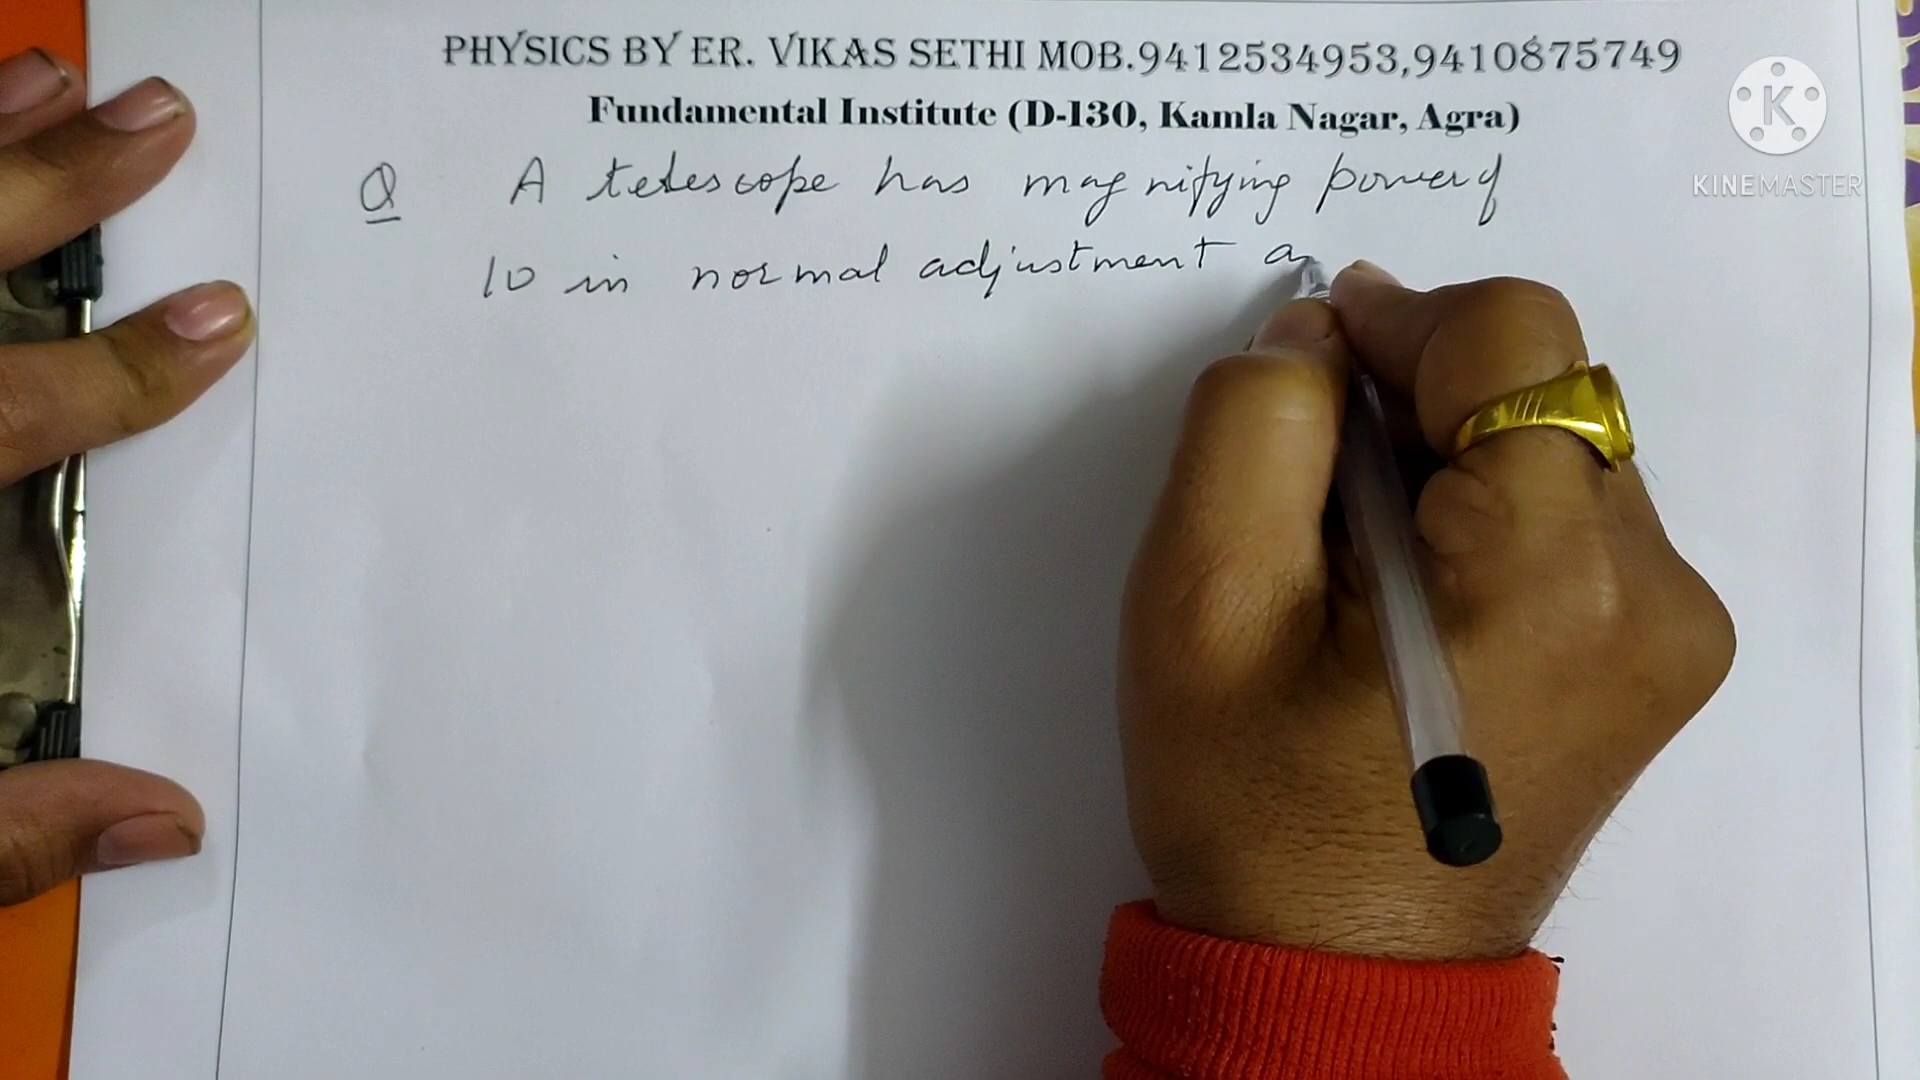 PHYSICS BY ER. VIKAS SETHI MOB.9412534953,9410875749
Fundamental Institute (D-130, Kamla Nagar, Agra)
K
KINEMASTER
Q A telescope has magnifying power of
10 in normal adjustment an